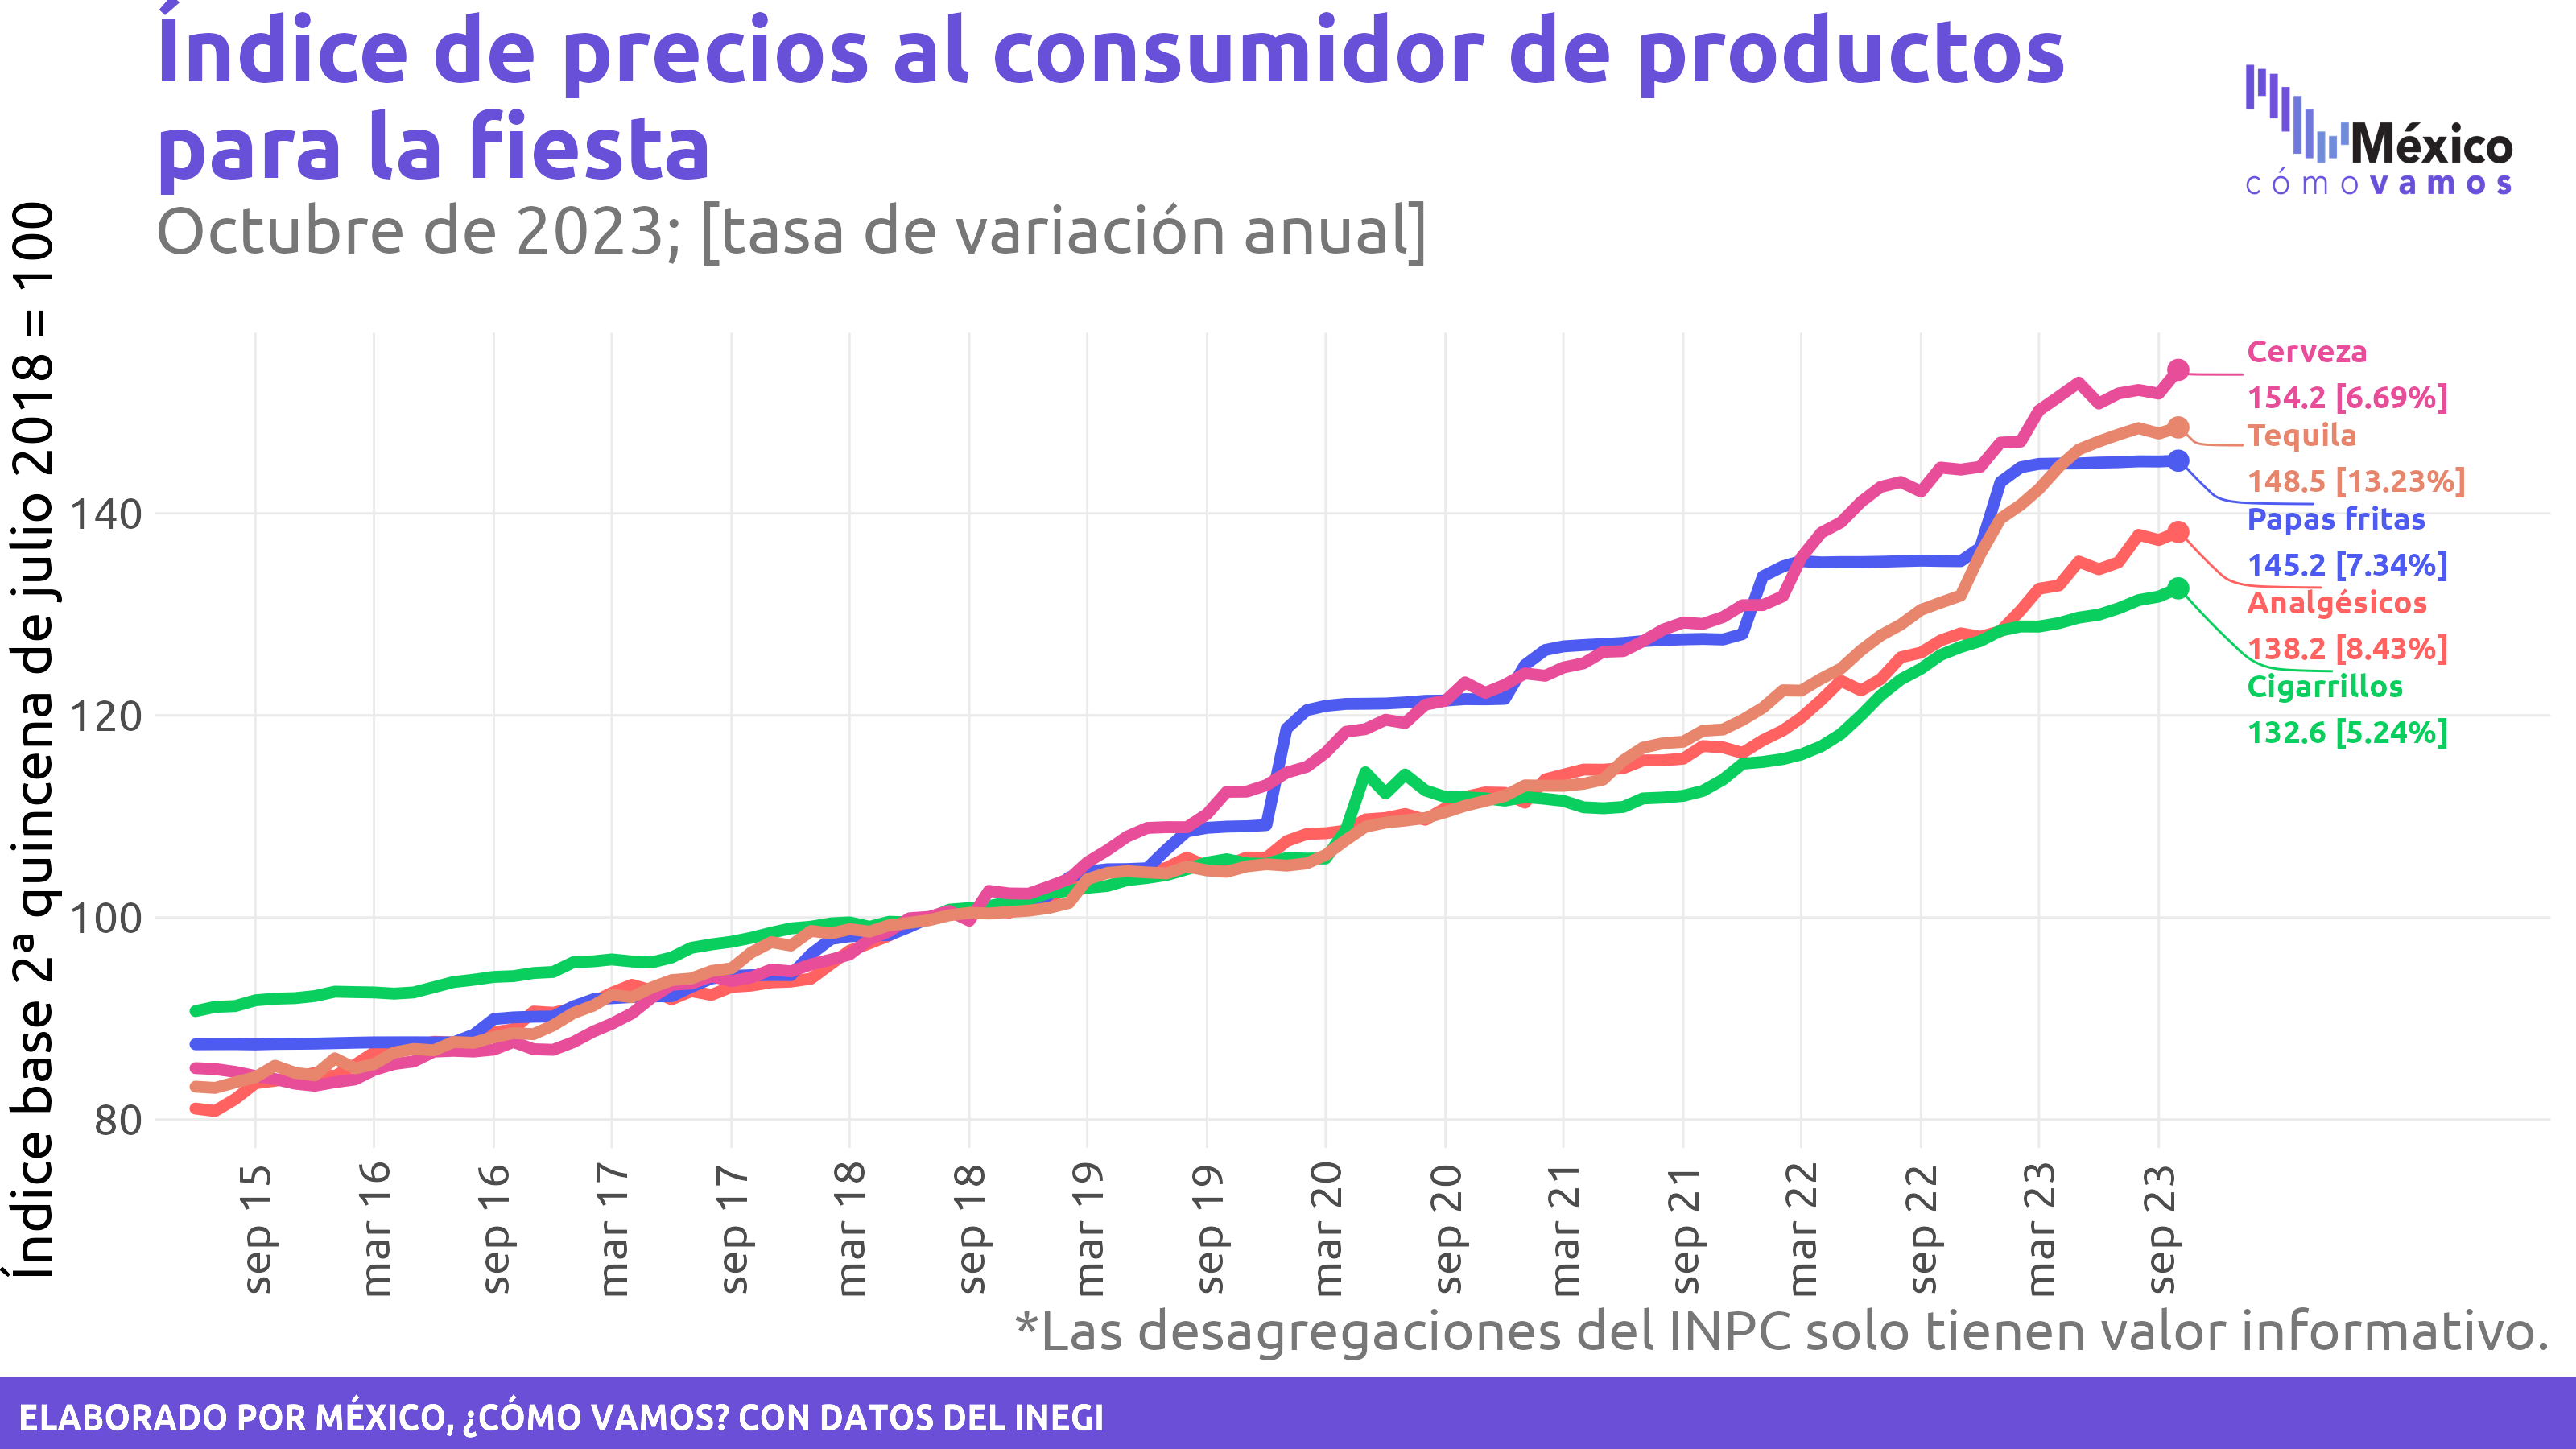 Índice de precios al consumidor de productos
para la fiesta
Octubre de 2023; [tasa de variación anual]
México
cómovamos
Índice base 2ª quincena de julio 2018 = 100
140
120
100
80
Cerveza
154.2 [6.69%]
Tequila
148.5 [13.23%]
Papas fritas
145.2 [7.34%]
Analgésicos
138.2 [8.43%]
Cigarrillos
132.6 [5.24%]
sep 15
mar 16
sep 16
mar 17
sep 17
mar 18
sep 18
mar 19
sep 19
mar 20
sep 20
mar 21
sep 21
mar 22
sep 22
mar 23
sep 23
*Las desagregaciones del INPC solo tienen valor informativo.
ELABORADO POR MÉXICO, ¿CÓMO VAMOS? CON DATOS DEL INEGI